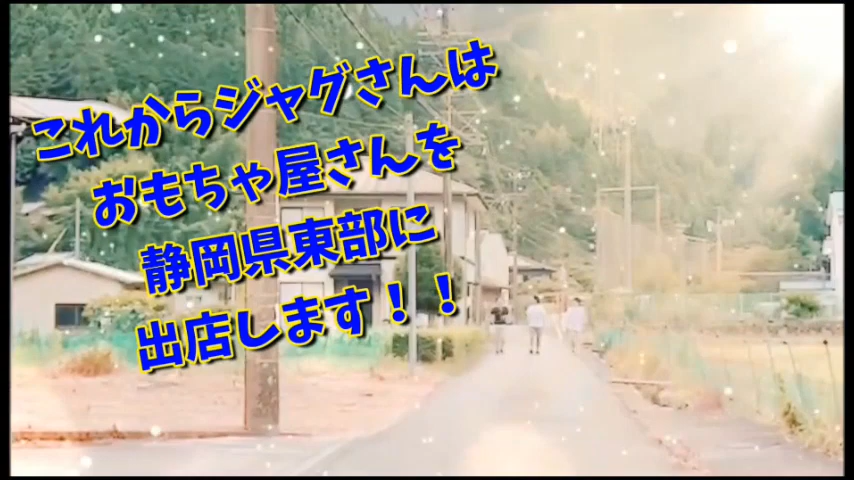 これからジャグさんは
おもちゃ屋さんを
静岡県東部に
出店します！！